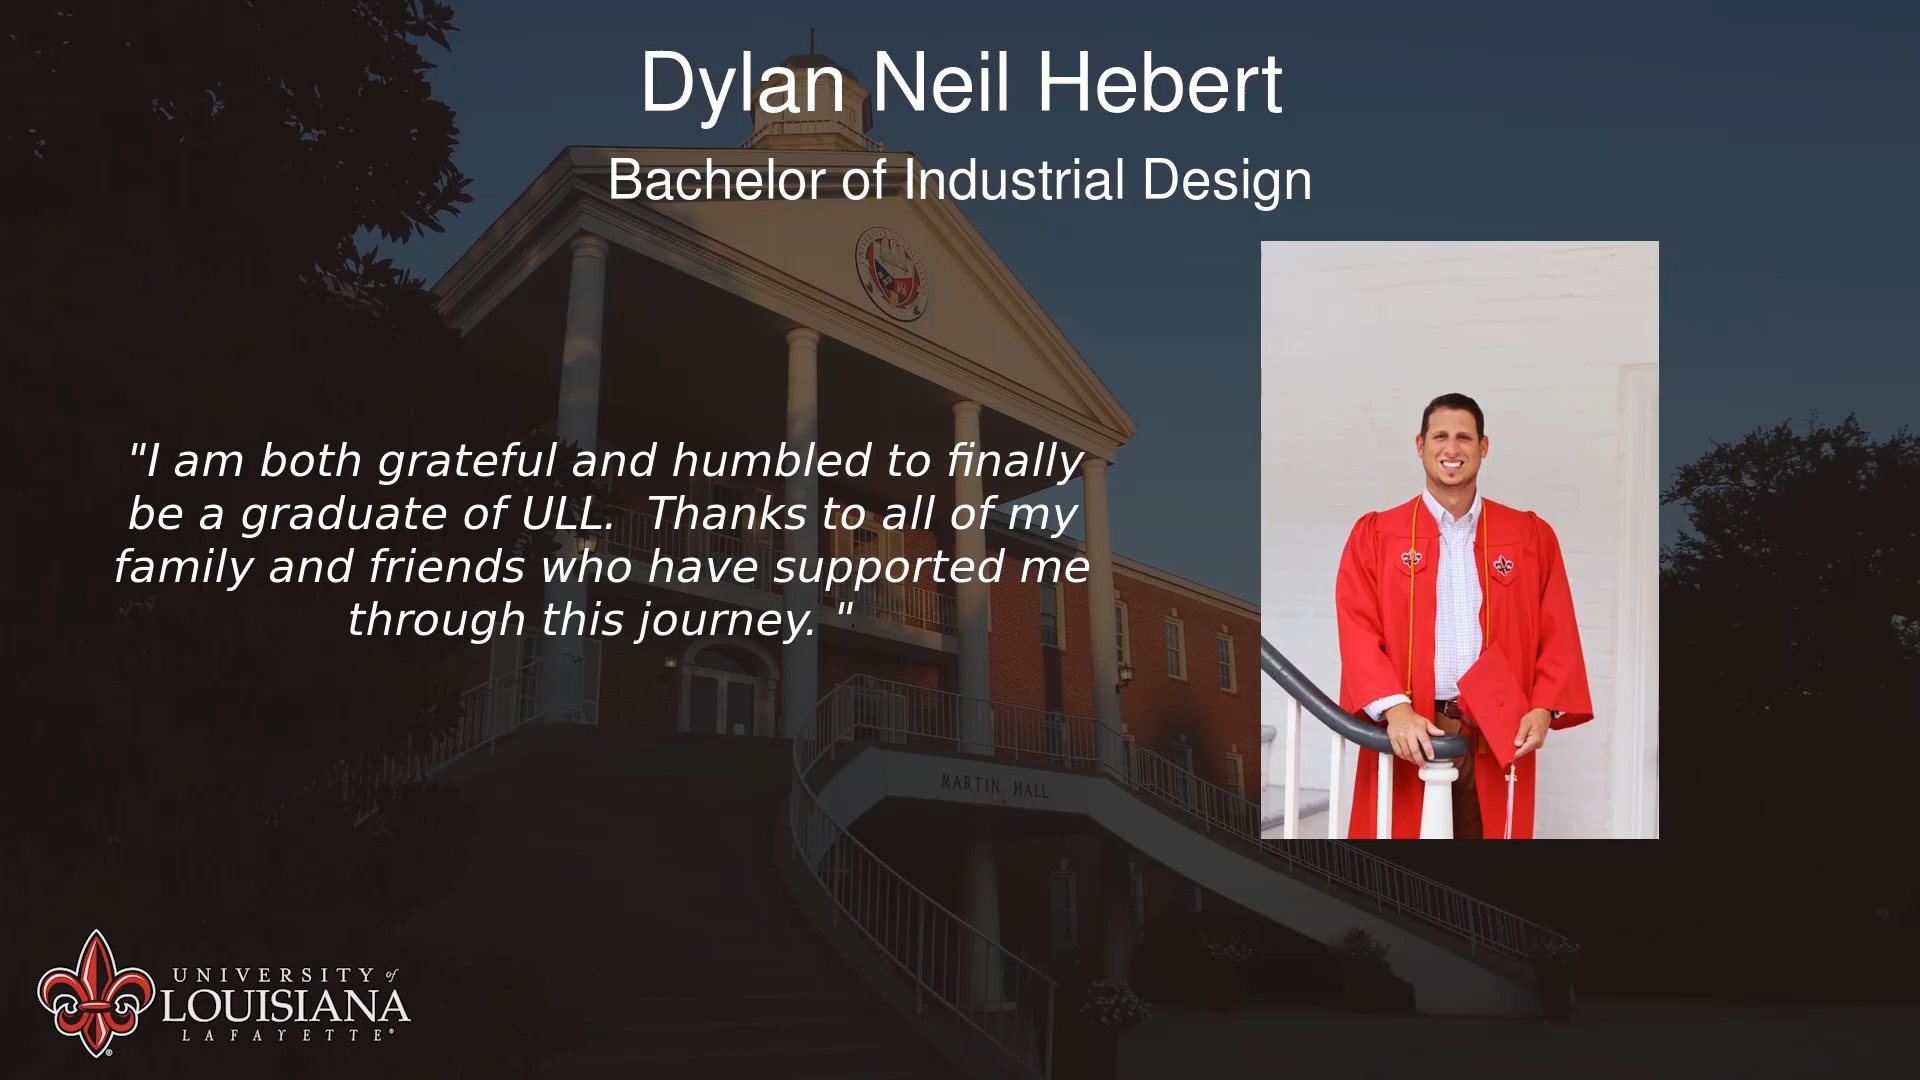 Dylan Neil Hebert
Bachelor of Industrial Design
"I am both grateful and humbled to finally
be a graduate of ULL.  Thanks to all of my
family and friends who have supported me
through this journey. "
MARTIN HALL
UNIVERSITY of
LOUISIANA
LAFAYETTE®